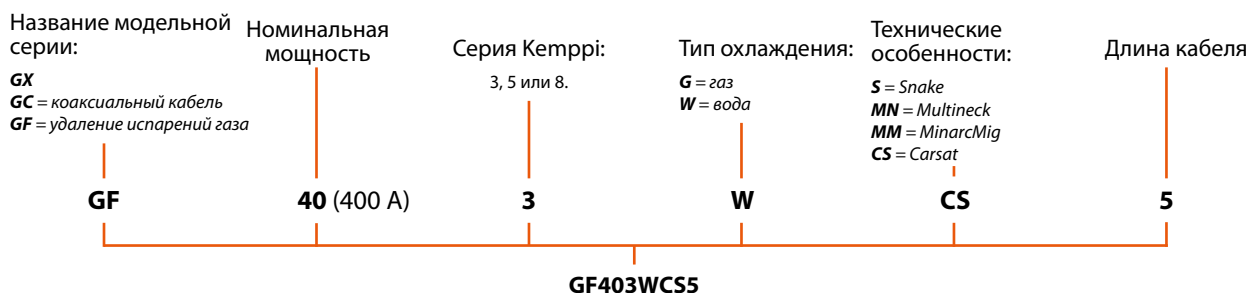 Название модельной
серии:
GX
GC = коаксиальный кабель
GF = удаление испарений газа
Номинальная
мощность
Серия Kemppi:
3, 5 или 8.
Тип охлаждения:
G = газ
W = вода
Технические
особенности:
S = Snake
MN = Multineck
MM = MinarcMig
CS = Carsat
Длина кабеля
GF
40 (400 A)
3
W
CS
5
GF403WCS5